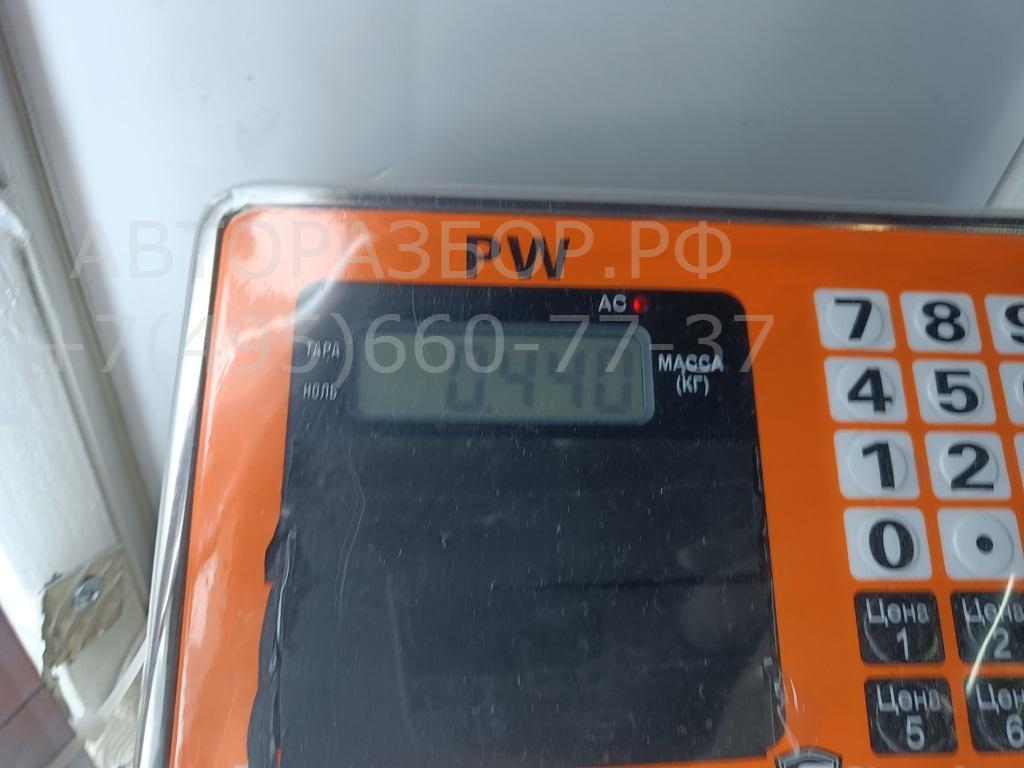 АВТОРАЗБОР.РФ
PW
+7(495)660-77-37
AC
ТАРА
НОЛЬ
0.440
МАССА
(КГ)
7 8 9
4 5
1 2
0 .
Цена 1
Цена 2
Цена 5
Цена 6